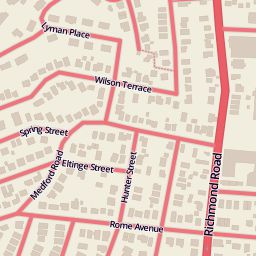 Lyman Place
Wilson Terrace
Spring Street
Medford Road
Eltinge Street
Hunter Street
Richmond Road
Rome Avenue